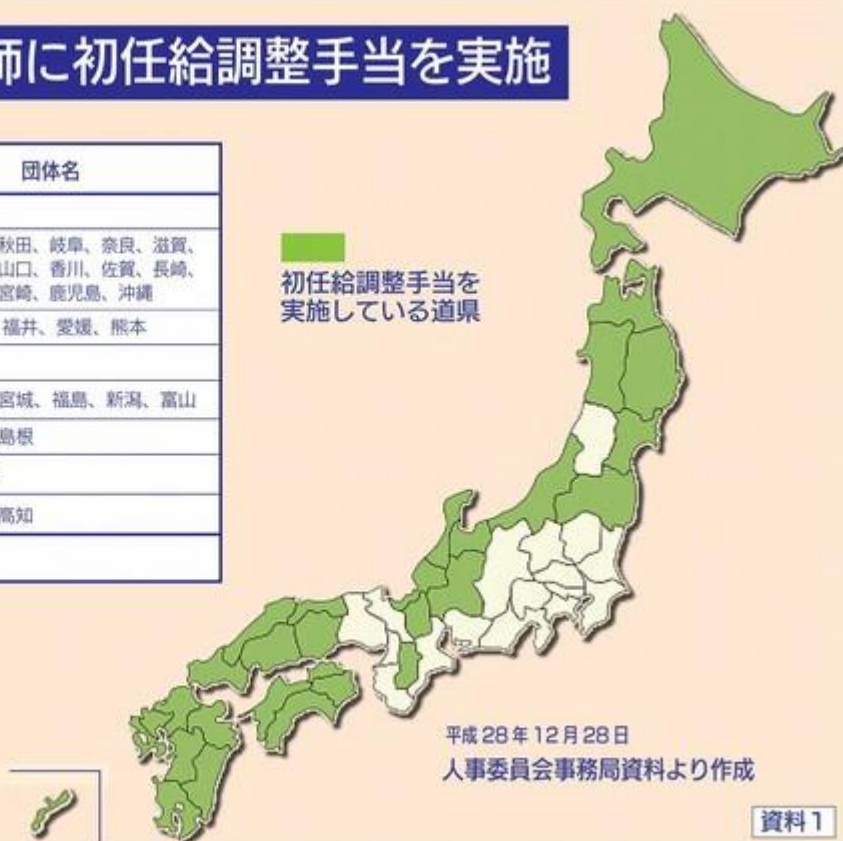 師に初任給調整手当を実施
団体名
秋田、岐阜、奈良、滋賀、
山口、香川、佐賀、長崎、
宮崎、鹿児島、沖縄
福井、愛媛、熊本
宮城、福島、新潟、富山
島根
高知
初任給調整手当を
実施している道県
平成28年12月28日
人事委員会事務局資料より作成
資料1